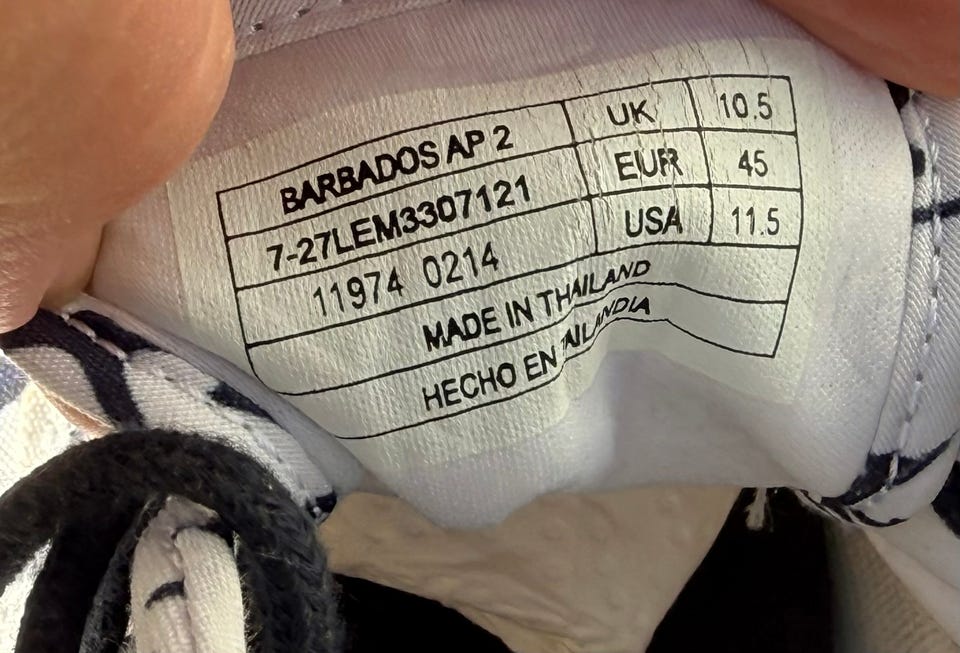 BARBADOS AP 2 UK 10.5
7-27LEM3307121 EUR 45
11974 0214 USA 11.5
MADE IN THAILAND
HECHO EN TAILANDIA